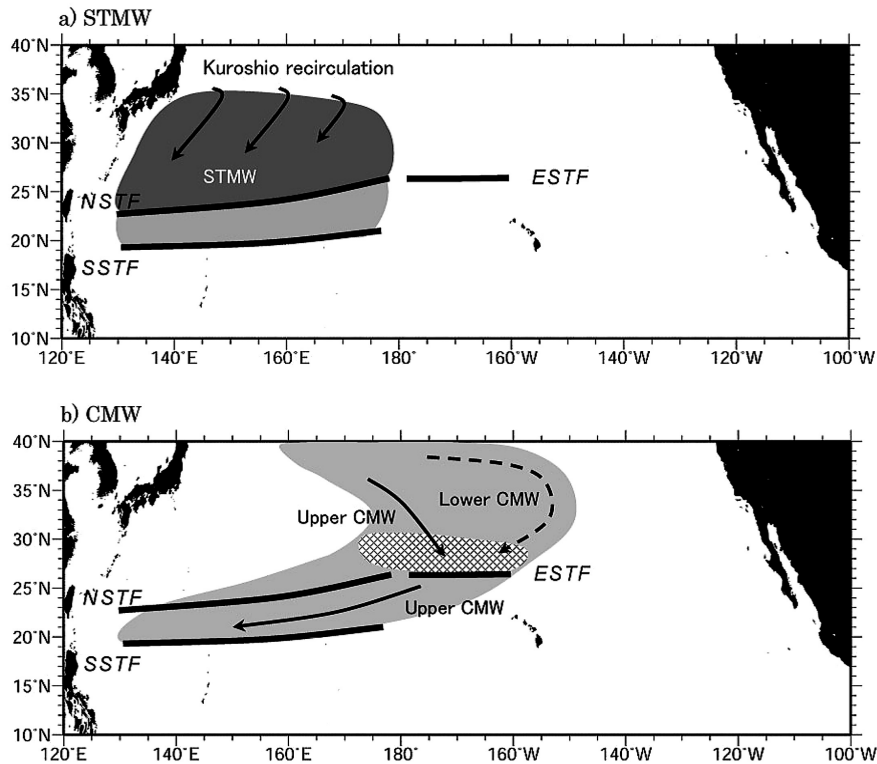 a) STMW
40°N
35°N
30°N
25°N
20°N
15°N
10°N
Kuroshio recirculation
STMW
NSTF
ESTF
SSTF
120°E 140°E 160°E 180° 160°W 140°W 120°W 100°W
b) CMW
40°N
35°N
30°N
25°N
20°N
15°N
10°N
Lower CMW
Upper CMW
ESTF
NSTF
Upper CMW
SSTF
120°E 140°E 160°E 180° 160°W 140°W 120°W 100°W